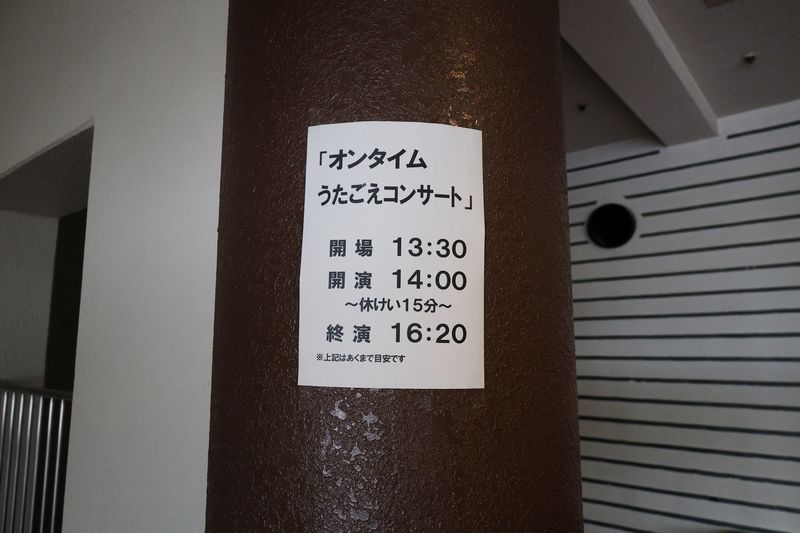 「オンタイム
うたごえコンサート」
開場 13:30
開演 14:00
～休けい15分～
終演 16:20
※上記はあくまで目安です